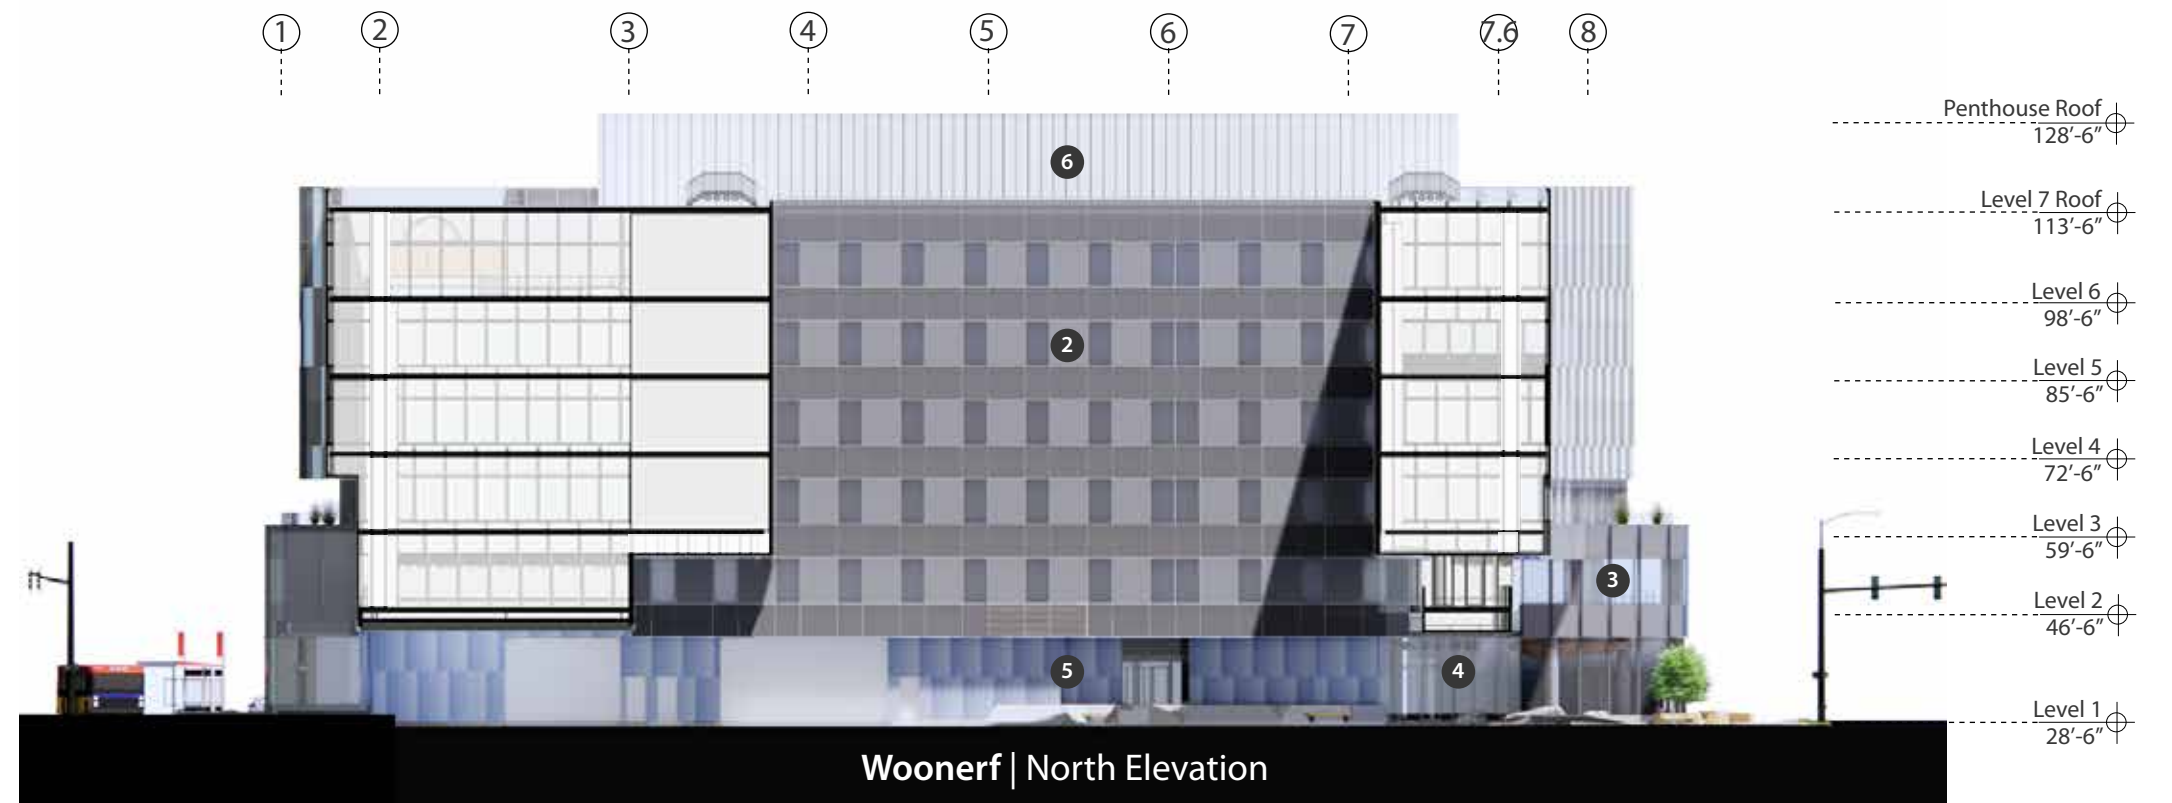 1 2 3 4 5 6 7 7.6 8
Penthouse Roof
128'-6"
6
Level 7 Roof
113'-6"
Level 6
98'-6"
2
Level 5
85'-6"
Level 4
72'-6"
Level 3
59'-6"
3
Level 2
46'-6"
5 4
Level 1
28'-6"
Woonerf | North Elevation